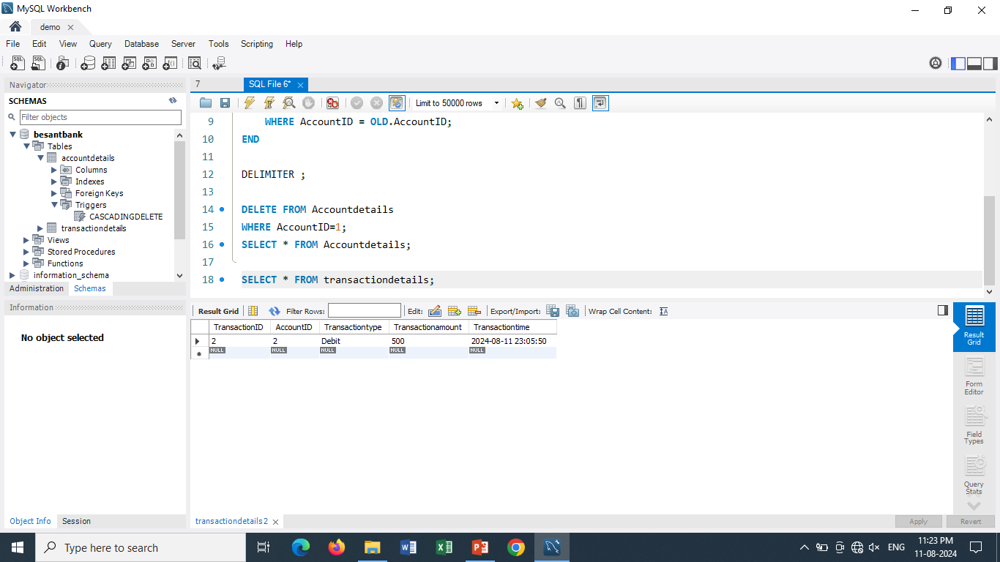 MySQL Workbench
demo
File Edit View Query Database Server Tools Scripting Help
Navigator
SCHEMAS
Filter objects
besantbank
Tables
accountdetails
Columns
Indexes
Foreign Keys
Triggers
CASCADINGDELETE
transactiondetails
Views
Stored Procedures
Functions
information_schema
Administration Schemas
Information
No object selected
Object Info Session
7 SQL File 6*
Limit to 50000 rows
9 WHERE AccountID = OLD.AccountID;
10 END
11
12 DELIMITER ;
13
14 DELETE FROM Accountdetails
15 WHERE AccountID=1;
16 SELECT * FROM Accountdetails;
17
18 SELECT * FROM transactiondetails;
Result Grid Filter Rows: Edit: Export/Import: Wrap Cell Content:
TransactionID AccountID Transactiontype Transactionamount Transactiontime
2 2 Debit 500 2024-08-11 23:05:50
NULL NULL NULL NULL NULL
Result
Grid
Form
Editor
Field
Types
Query
Stats
transactiondetails 2
Apply Revert
Type here to search
ENG
11:23 PM
11-08-2024